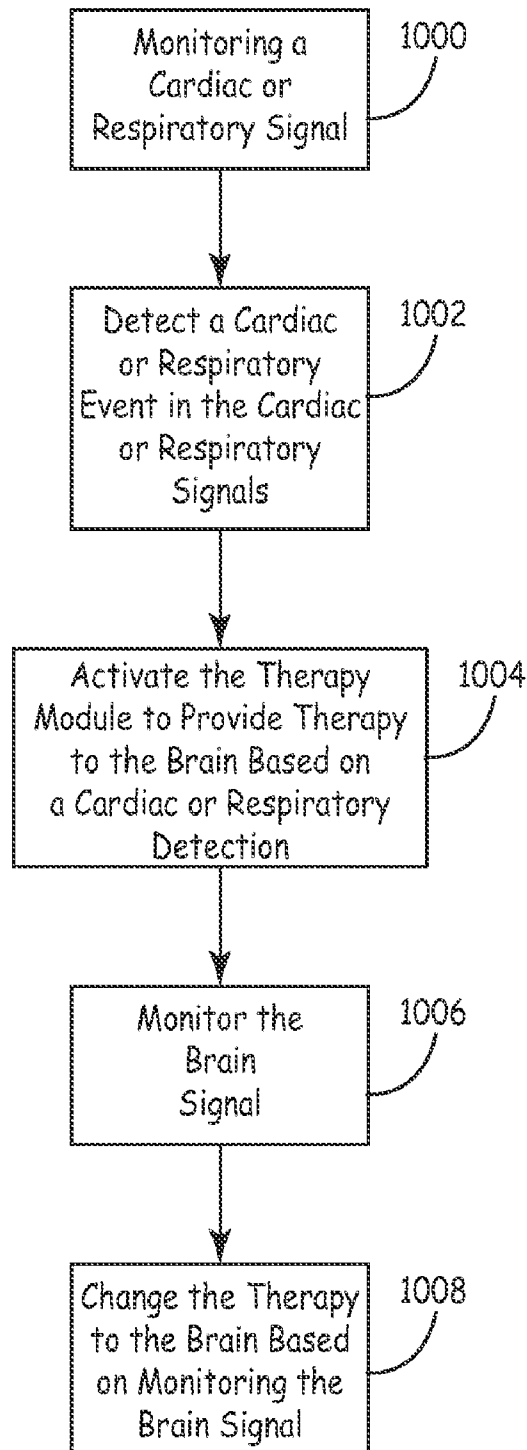 Monitoring a
Cardiac or
Respiratory Signal
1000
Detect a Cardiac
or Respiratory
Event in the Cardiac
or Respiratory
Signals
1002
Activate the Therapy
Module to Provide Therapy
to the Brain Based on
a Cardiac or Respiratory
Detection
1004
Monitor the
Brain
Signal
1006
Change the Therapy
to the Brain Based
on Monitoring the
Brain Signal
1008